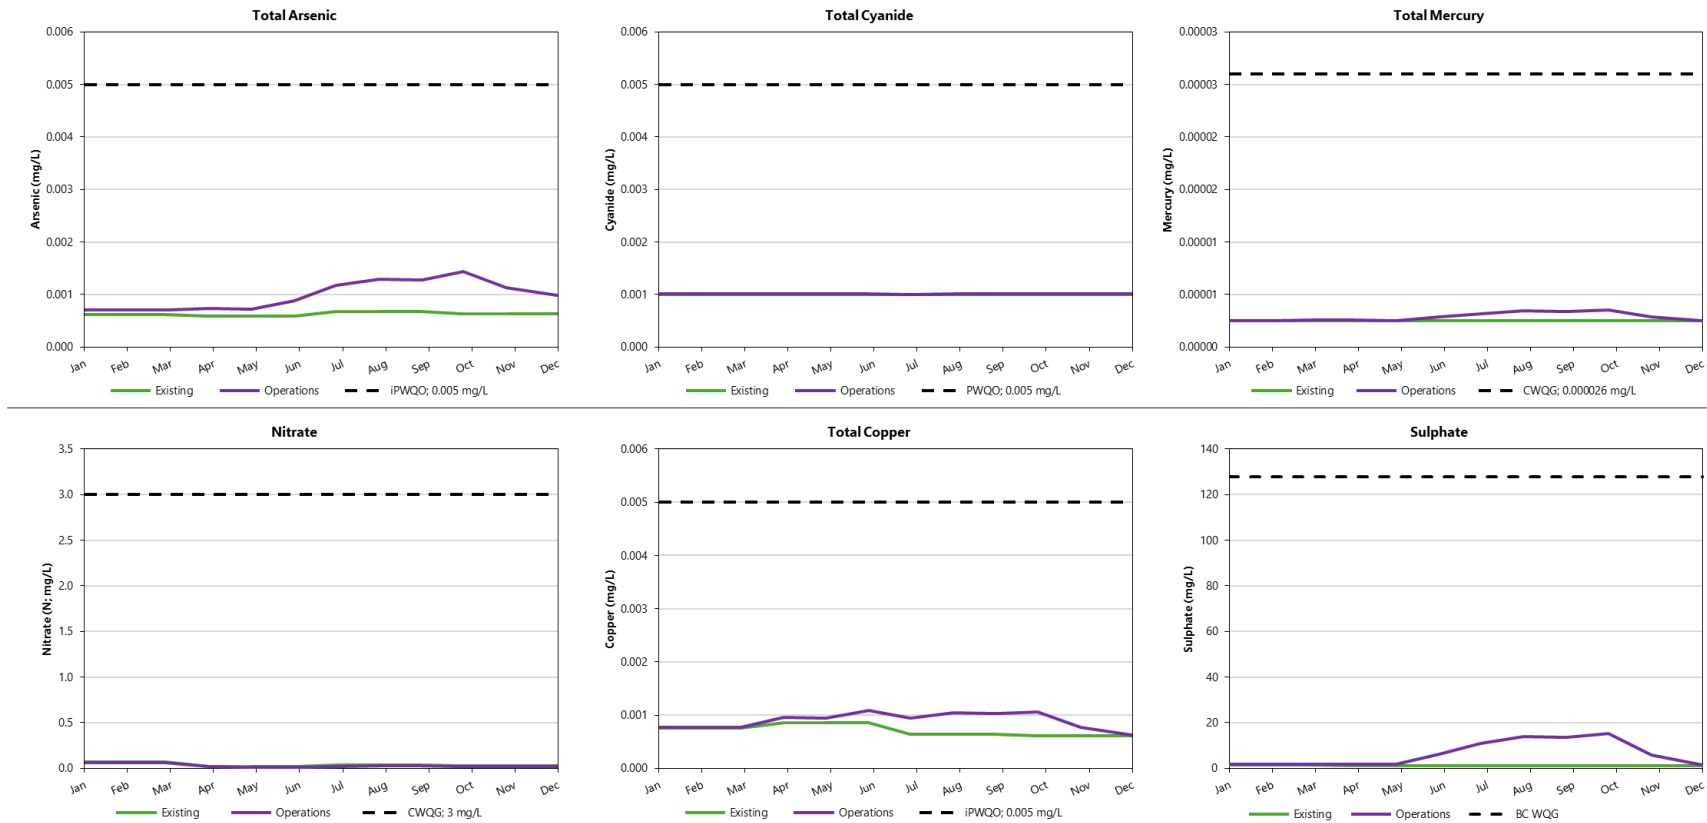 Total Arsenic
0.006
0.005
0.004
0.003
0.002
0.001
0.000
Arsenic (mg/L)
Jan Feb Mar Apr May Jun Jul Aug Sep Oct Nov Dec
Existing Operations iPWQO; 0.005 mg/L
Total Cyanide
0.006
0.005
0.004
0.003
0.002
0.001
0.000
Cyanide (mg/L)
Jan Feb Mar Apr May Jun Jul Aug Sep Oct Nov Dec
Existing Operations PWQO; 0.005 mg/L
Total Mercury
0.00003
0.00003
0.00002
0.00002
0.00001
0.00001
0.00000
Mercury (mg/L)
Jan Feb Mar Apr May Jun Jul Aug Sep Oct Nov Dec
Existing Operations CWQG; 0.000026 mg/L
Nitrate
3.5
3.0
2.5
2.0
1.5
1.0
0.5
0.0
Nitrate (N; mg/L)
Jan Feb Mar Apr May Jun Jul Aug Sep Oct Nov Dec
Existing Operations CWQG; 3 mg/L
Total Copper
0.006
0.005
0.004
0.003
0.002
0.001
0.000
Copper (mg/L)
Jan Feb Mar Apr May Jun Jul Aug Sep Oct Nov Dec
Existing Operations iPWQO; 0.005 mg/L
Sulphate
140
120
100
80
60
40
20
0
Sulphate (mg/L)
Jan Feb Mar Apr May Jun Jul Aug Sep Oct Nov Dec
Existing Operations BC WQG